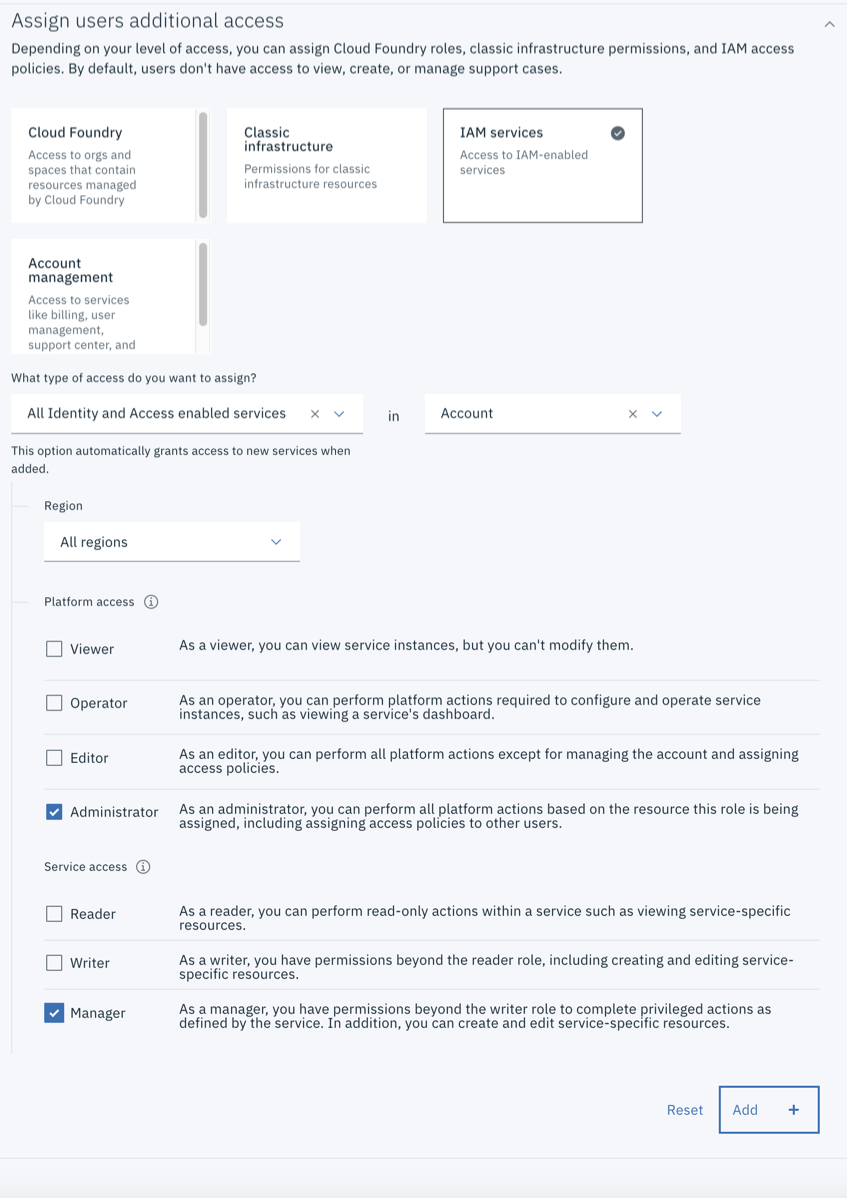 Assign users additional access
Depending on your level of access, you can assign Cloud Foundry roles, classic infrastructure permissions, and IAM access
policies. By default, users don't have access to view, create, or manage support cases.
Cloud Foundry
Access to orgs and
spaces that contain
resources managed
by Cloud Foundry
Classic
infrastructure
Permissions for classic
infrastructure resources
IAM services
Access to IAM-enabled
services
Account
management
Access to services
like billing, user
management,
support center, and
What type of access do you want to assign?
All Identity and Access enabled services
in
Account
This option automatically grants access to new services when
added.
Region
All regions
Platform access
Viewer
As a viewer, you can view service instances, but you can't modify them.
Operator
As an operator, you can perform platform actions required to configure and operate service
instances, such as viewing a service's dashboard.
Editor
As an editor, you can perform all platform actions except for managing the account and assigning
access policies.
Administrator
As an administrator, you can perform all platform actions based on the resource this role is being
assigned, including assigning access policies to other users.
Service access
Reader
As a reader, you can perform read-only actions within a service such as viewing service-specific
resources.
Writer
As a writer, you have permissions beyond the reader role, including creating and editing service-
specific resources.
Manager
As a manager, you have permissions beyond the writer role to complete privileged actions as
defined by the service. In addition, you can create and edit service-specific resources.
Reset
Add +